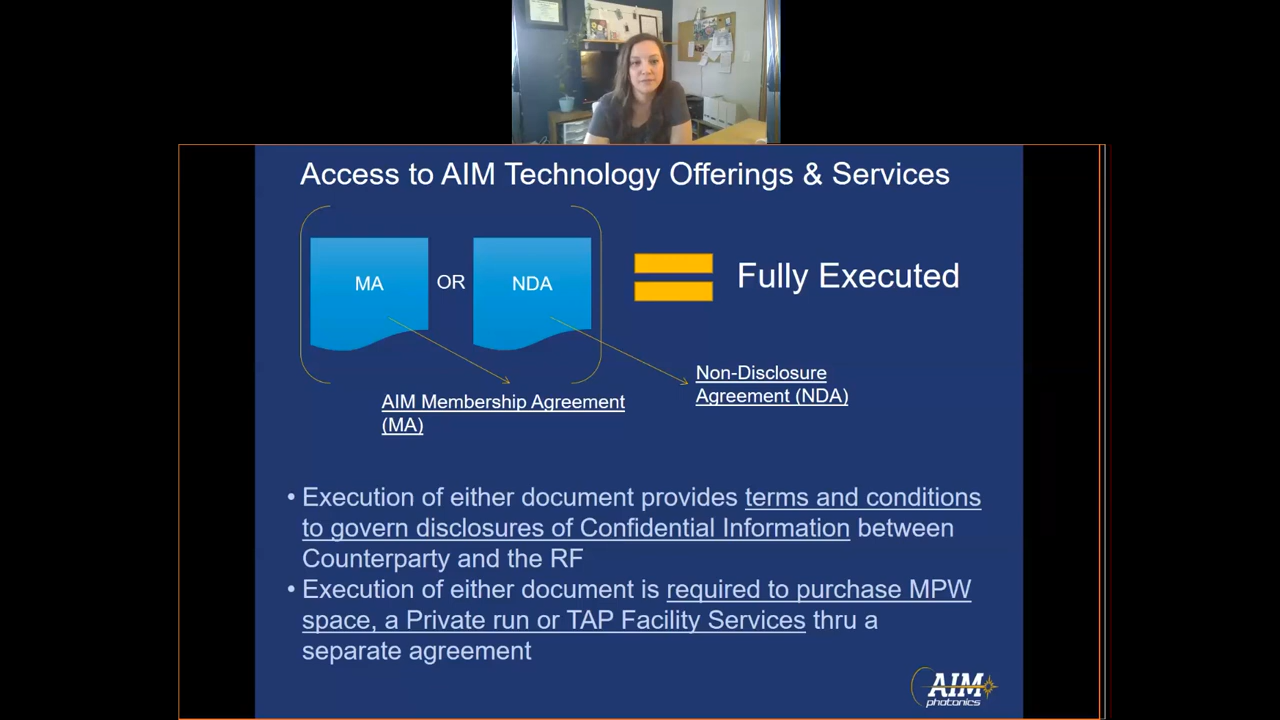 Access to AIM Technology Offerings & Services
MA
OR
NDA
Fully Executed
Non-Disclosure
Agreement (NDA)
AIM Membership Agreement
(MA)
• Execution of either document provides terms and conditions
to govern disclosures of Confidential Information between
Counterparty and the RF
• Execution of either document is required to purchase MPW
space, a Private run or TAP Facility Services thru a
separate agreement
AIM
photonics